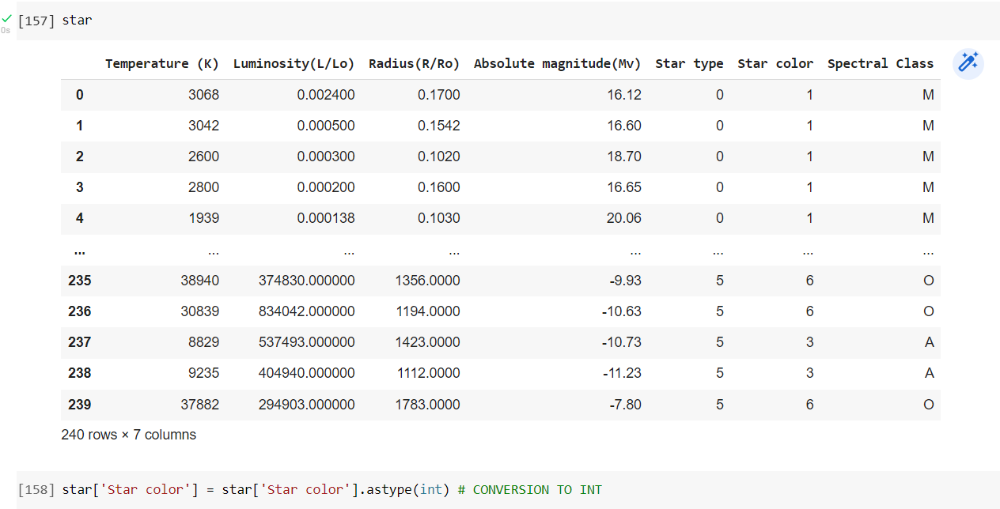 [157] star
0s
Temperature (K) Luminosity(L/Lo) Radius(R/Ro) Absolute magnitude(Mv) Star type Star color Spectral Class
0 3068 0.002400 0.1700 16.12 0 1 M
1 3042 0.000500 0.1542 16.60 0 1 M
2 2600 0.000300 0.1020 18.70 0 1 M
3 2800 0.000200 0.1600 16.65 0 1 M
4 1939 0.000138 0.1030 20.06 0 1 M
... ... ... ... ... ... ... ...
235 38940 374830.000000 1356.0000 -9.93 5 6 O
236 30839 834042.000000 1194.0000 -10.63 5 6 O
237 8829 537493.000000 1423.0000 -10.73 5 3 A
238 9235 404940.000000 1112.0000 -11.23 5 3 A
239 37882 294903.000000 1783.0000 -7.80 5 6 O
240 rows × 7 columns
[158] star['Star color'] = star['Star color'].astype(int) # CONVERSION TO INT